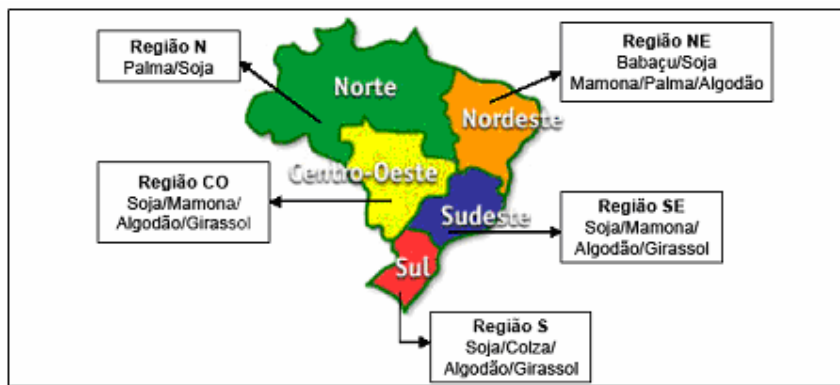 Região N
Palma/Soja
Região NE
Babaçu/Soja
Mamona/Palma/Algodão
Norte
Nordeste
Centro-Oeste
Região CO
Soja/Mamona/
Algodão/Girassol
Sudeste
Região SE
Soja/Mamona/
Algodão/Girassol
Sul
Região S
Soja/Colza/
Algodão/Girassol